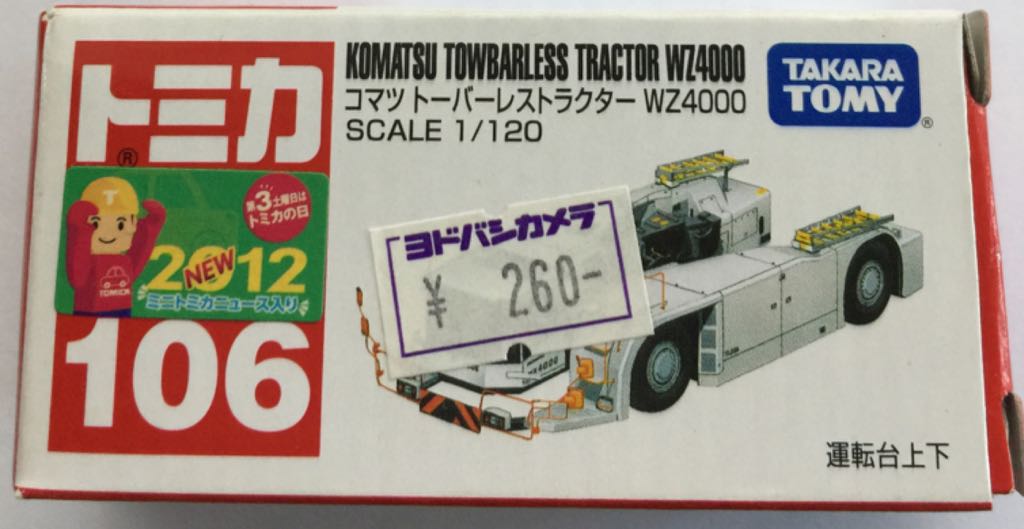 トミカ
®
KOMATSU TOWBARLESS TRACTOR WZ4000
コマツ トーバーレストラクター WZ4000
SCALE 1/120
TAKARA
TOMY
®
T
第3土曜日は
トミカの日
2012
NEW
ミニトミカニュース入り
TOMICA
ヨドバシカメラ
¥ 260-
106
運転台上下